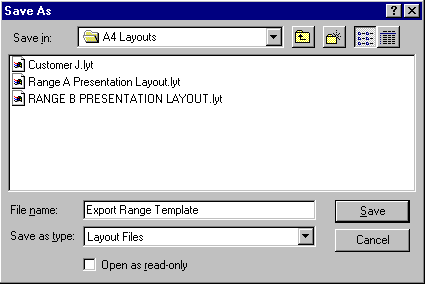 Save As
Save in: A4 Layouts
Customer J.lyt
Range A Presentation Layout.lyt
RANGE B PRESENTATION LAYOUT.lyt
File name: Export Range Template Save
Save as type: Layout Files Cancel
Open as read-only